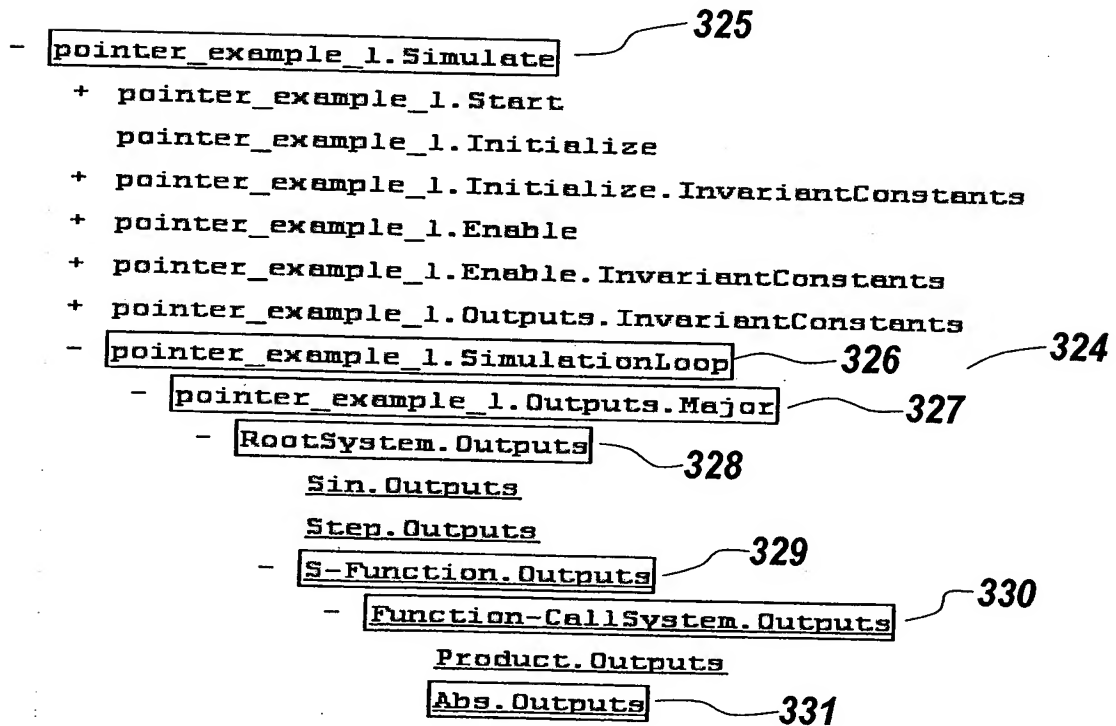 325
- pointer_example_1.Simulate
+ pointer_example_1.Start
pointer_example_1.Initialize
+ pointer_example_1.Initialize.InvariantConstants
+ pointer_example_1.Enable
+ pointer_example_1.Enable.InvariantConstants
+ pointer_example_1.Outputs.InvariantConstants
- pointer_example_1.SimulationLoop 326 324
- pointer_example_1.Outputs.Major 327
- RootSystem.Outputs 328
Sin.Outputs
Step.Outputs
- S-Function.Outputs 329
- Function-CallSystem.Outputs 330
Product.Outputs
Abs.Outputs 331